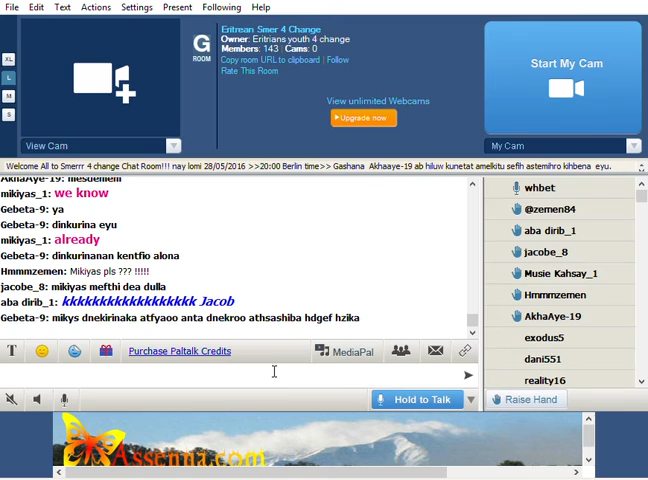 File Edit Text Actions Settings Present Following Help
XL
L
M
S
View Cam
G
ROOM
Eritrean Smer 4 Change
Owner: Eritrians youth 4 change
Members: 143 Cams: 0
Copy room URL to clipboard | Follow
Rate This Room
View unlimited Webcams
Upgrade now
Start My Cam
My Cam
Welcome All to Smerrr 4 change Chat Room!!! nay lomi 28/05/2016 >>20:00 Berlin time>> Gashana Akhaaye-19 ab hiluw kunetat amelkitu sefih astemihro kihbena eyu.
AkhaAye-19: mesdemem
mikiyas_1: we know
Gebeta-9: ya
Gebeta-9: dinkurina eyu
mikiyas_1: already
Gebeta-9: dinkurinanan kentfio alona
Hmmmzemen: Mikiyas pls ??? !!!!!
jacobe_8: mikiyas mefthi dea dulla
aba dirib_1: kkkkkkkkkkkkkkkkkk Jacob
Gebeta-9: mikys dnekirinaka atfyaoo anta dnekroo athsashiba hdgef hzika
whbet
@zemen84
aba dirib_1
jacobe_8
Musie Kahsay_1
Hmmmzemen
AkhaAye-19
exodus5
dani551
reality16
T Purchase Paltalk Credits MediaPal
Hold to Talk
Raise Hand
Assenna.com